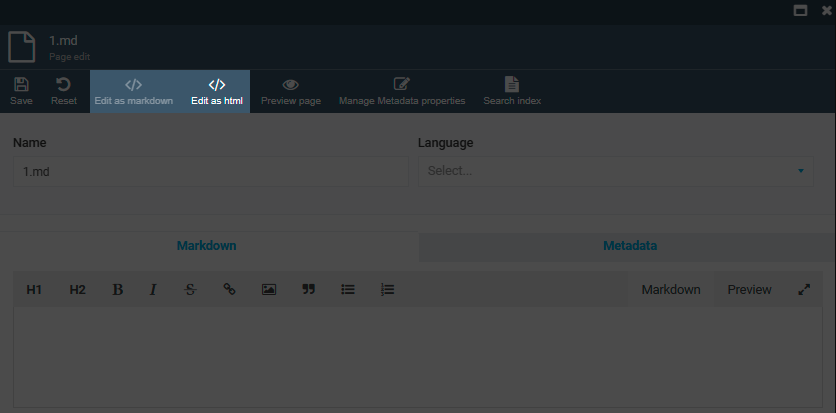 1.md
Page edit
Save Reset Edit as markdown Edit as html Preview page Manage Metadata properties Search index
Name Language
1.md Select...
Markdown Metadata
H1 H2 B I S Markdown Preview